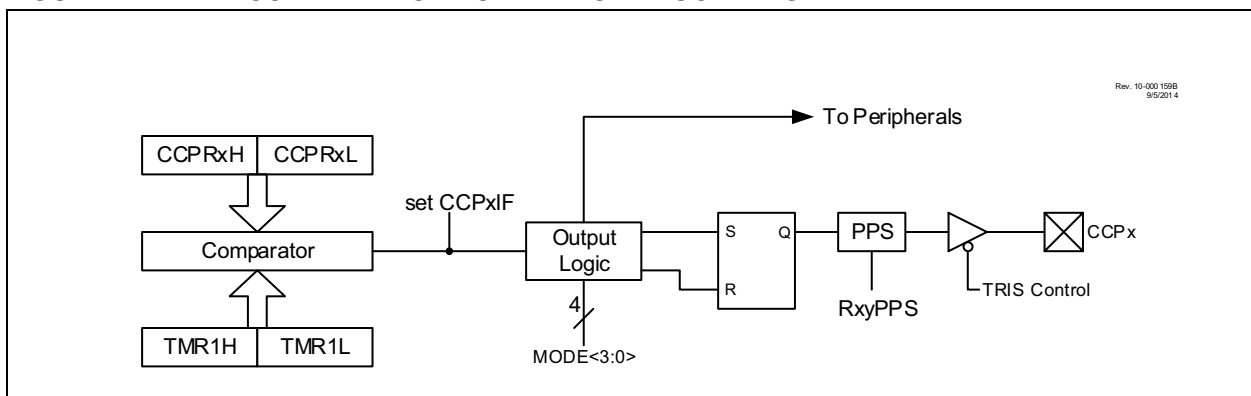 Rev. 10-000 159B
9/5/2014
To Peripherals
CCPRxH CCPRxL
set CCPxIF
Comparator
Output
Logic
S Q
R
PPS
CCPx
TRIS Control
RxyPPS
4
MODE<3:0>
TMR1H TMR1L